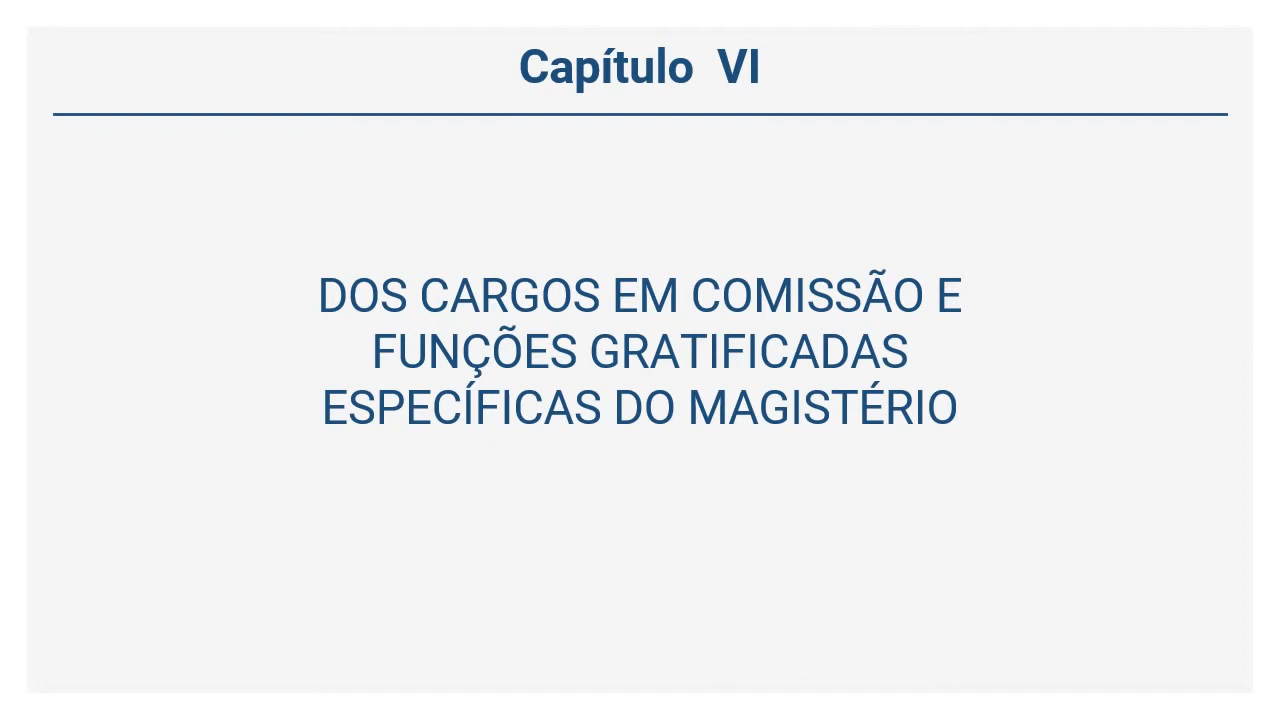 Capítulo VI
DOS CARGOS EM COMISSÃO E
FUNÇÕES GRATIFICADAS
ESPECÍFICAS DO MAGISTÉRIO